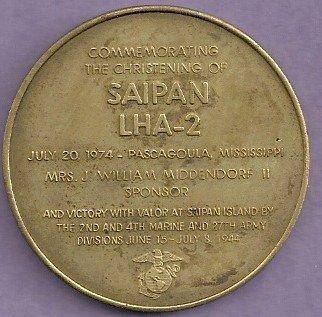 COMMEMORATING
THE CHRISTENING OF
SAIPAN
LHA-2
JULY 20, 1974 - PASCAGOULA, MISSISSIPPI
MRS. J. WILLIAM MIDDENDORF II
SPONSOR
AND VICTORY WITH VALOR AT SAIPAN ISLAND BY
THE 2ND AND 4TH MARINE AND 27TH ARMY
DIVISIONS JUNE 15 - JULY 8, 1944